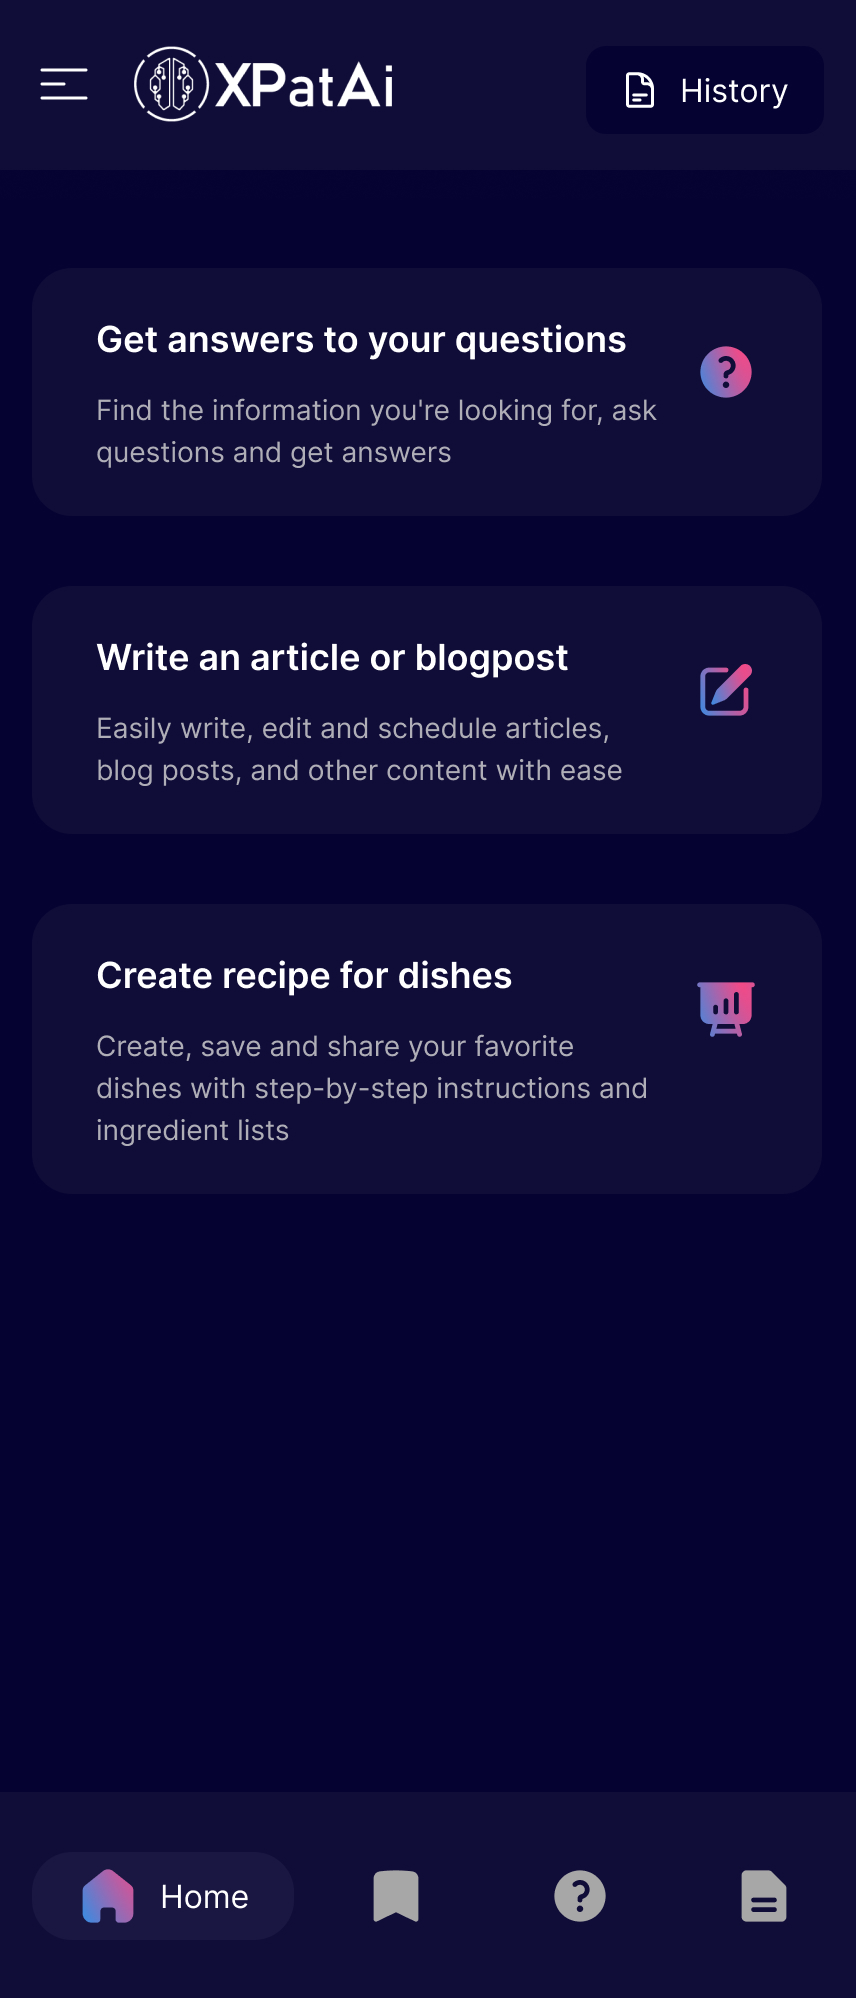 XPatAi
History
Get answers to your questions
Find the information you're looking for, ask
questions and get answers
Write an article or blogpost
Easily write, edit and schedule articles,
blog posts, and other content with ease
Create recipe for dishes
Create, save and share your favorite
dishes with step-by-step instructions and
ingredient lists
Home